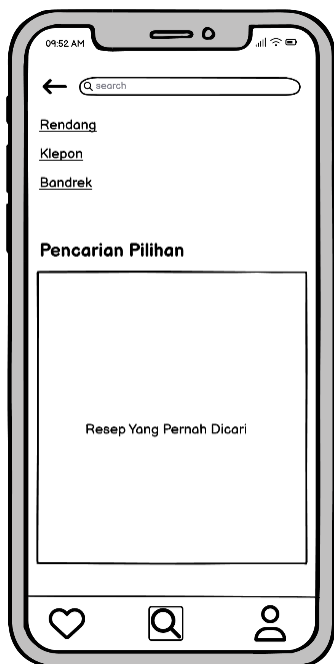 09:52 AM
search
Rendang
Klepon
Bandrek
Pencarian Pilihan
Resep Yang Pernah Dicari